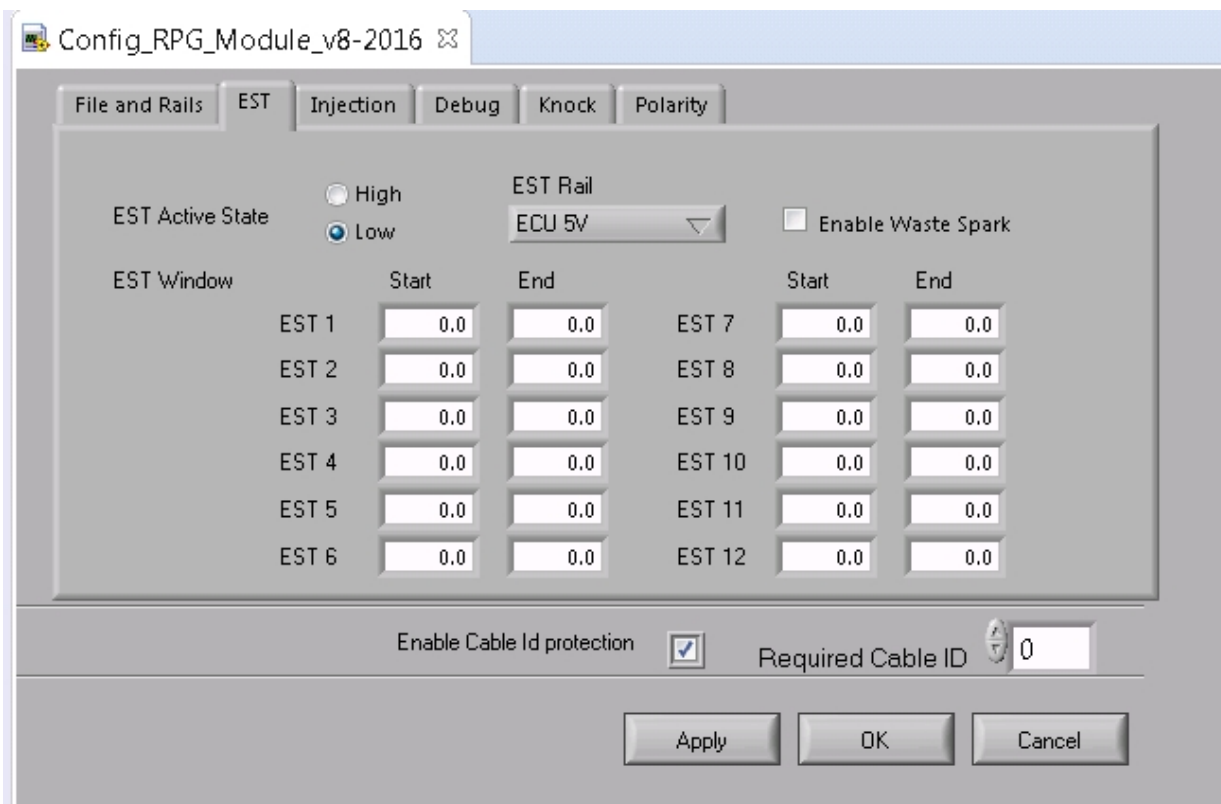 Config_RPG_Module_v8-2016
File and Rails EST Injection Debug Knock Polarity
EST Active State High Low EST Rail ECU 5V Enable Waste Spark
EST Window Start End Start End
EST 1 0.0 0.0 EST 7 0.0 0.0
EST 2 0.0 0.0 EST 8 0.0 0.0
EST 3 0.0 0.0 EST 9 0.0 0.0
EST 4 0.0 0.0 EST 10 0.0 0.0
EST 5 0.0 0.0 EST 11 0.0 0.0
EST 6 0.0 0.0 EST 12 0.0 0.0
Enable Cable Id protection Required Cable ID 0
Apply OK Cancel